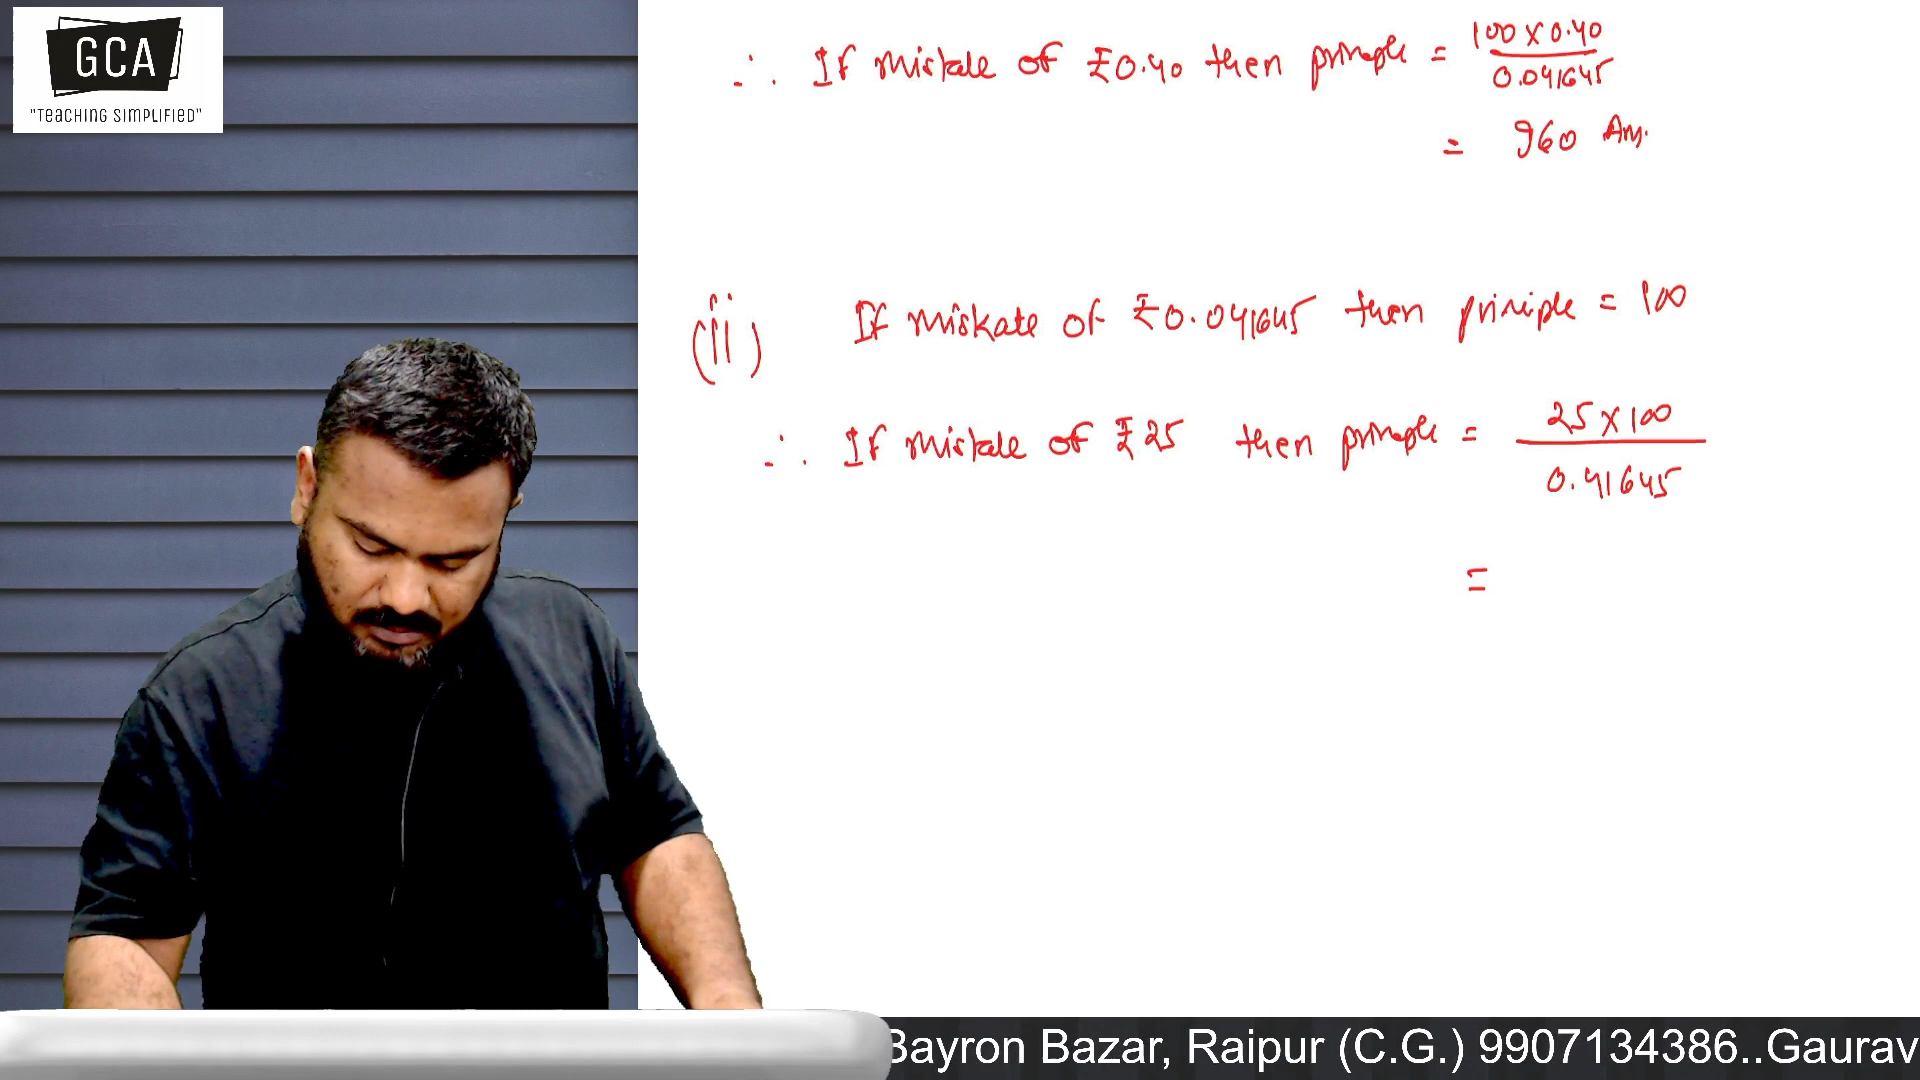 GCA
"Teaching Simplified"
∴ If mistake of ₹0.40 then principle = 100 × 0.40 / 0.041645
= 960 Ans.
(ii) If mistake of ₹0.041645 then principle = 100
∴ If mistake of ₹25 then principle = 25 × 100 / 0.41645
=
Bayron Bazar, Raipur (C.G.) 9907134386..Gaurav